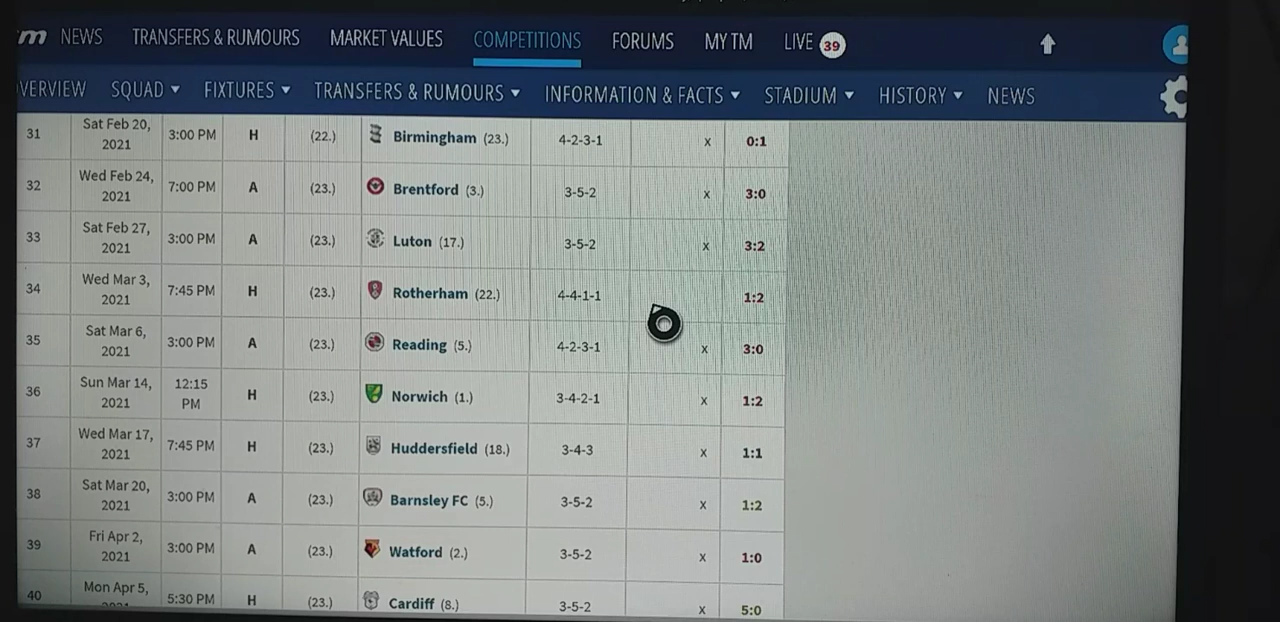 m NEWS TRANSFERS & RUMOURS MARKET VALUES COMPETITIONS FORUMS MY TM LIVE 39
VERVIEW SQUAD FIXTURES TRANSFERS & RUMOURS INFORMATION & FACTS STADIUM HISTORY NEWS
31 Sat Feb 20, 2021 3:00 PM H (22.) Birmingham (23.) 4-2-3-1 x 0:1
32 Wed Feb 24, 2021 7:00 PM A (23.) Brentford (3.) 3-5-2 x 3:0
33 Sat Feb 27, 2021 3:00 PM A (23.) Luton (17.) 3-5-2 x 3:2
34 Wed Mar 3, 2021 7:45 PM H (23.) Rotherham (22.) 4-4-1-1 1:2
35 Sat Mar 6, 2021 3:00 PM A (23.) Reading (5.) 4-2-3-1 x 3:0
36 Sun Mar 14, 2021 12:15 PM H (23.) Norwich (1.) 3-4-2-1 x 1:2
37 Wed Mar 17, 2021 7:45 PM H (23.) Huddersfield (18.) 3-4-3 x 1:1
38 Sat Mar 20, 2021 3:00 PM A (23.) Barnsley FC (5.) 3-5-2 x 1:2
39 Fri Apr 2, 2021 3:00 PM A (23.) Watford (2.) 3-5-2 x 1:0
40 Mon Apr 5, 5:30 PM H (23.) Cardiff (8.) 3-5-2 x 5:0